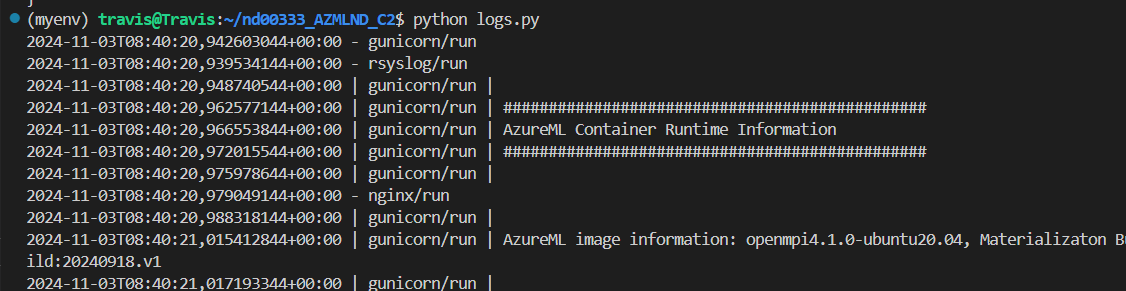 (myenv) travis@Travis:~/nd00333_AZMLND_C2$ python logs.py
2024-11-03T08:40:20,942603044+00:00 - gunicorn/run
2024-11-03T08:40:20,939534144+00:00 - rsyslog/run
2024-11-03T08:40:20,948740544+00:00 | gunicorn/run |
2024-11-03T08:40:20,962577144+00:00 | gunicorn/run | ###############################################
2024-11-03T08:40:20,966553844+00:00 | gunicorn/run | AzureML Container Runtime Information
2024-11-03T08:40:20,972015544+00:00 | gunicorn/run | ###############################################
2024-11-03T08:40:20,975978644+00:00 | gunicorn/run |
2024-11-03T08:40:20,979049144+00:00 - nginx/run
2024-11-03T08:40:20,988318144+00:00 | gunicorn/run |
2024-11-03T08:40:21,015412844+00:00 | gunicorn/run | AzureML image information: openmpi4.1.0-ubuntu20.04, Materializaton Bu
ild:20240918.v1
2024-11-03T08:40:21,017193344+00:00 | gunicorn/run |